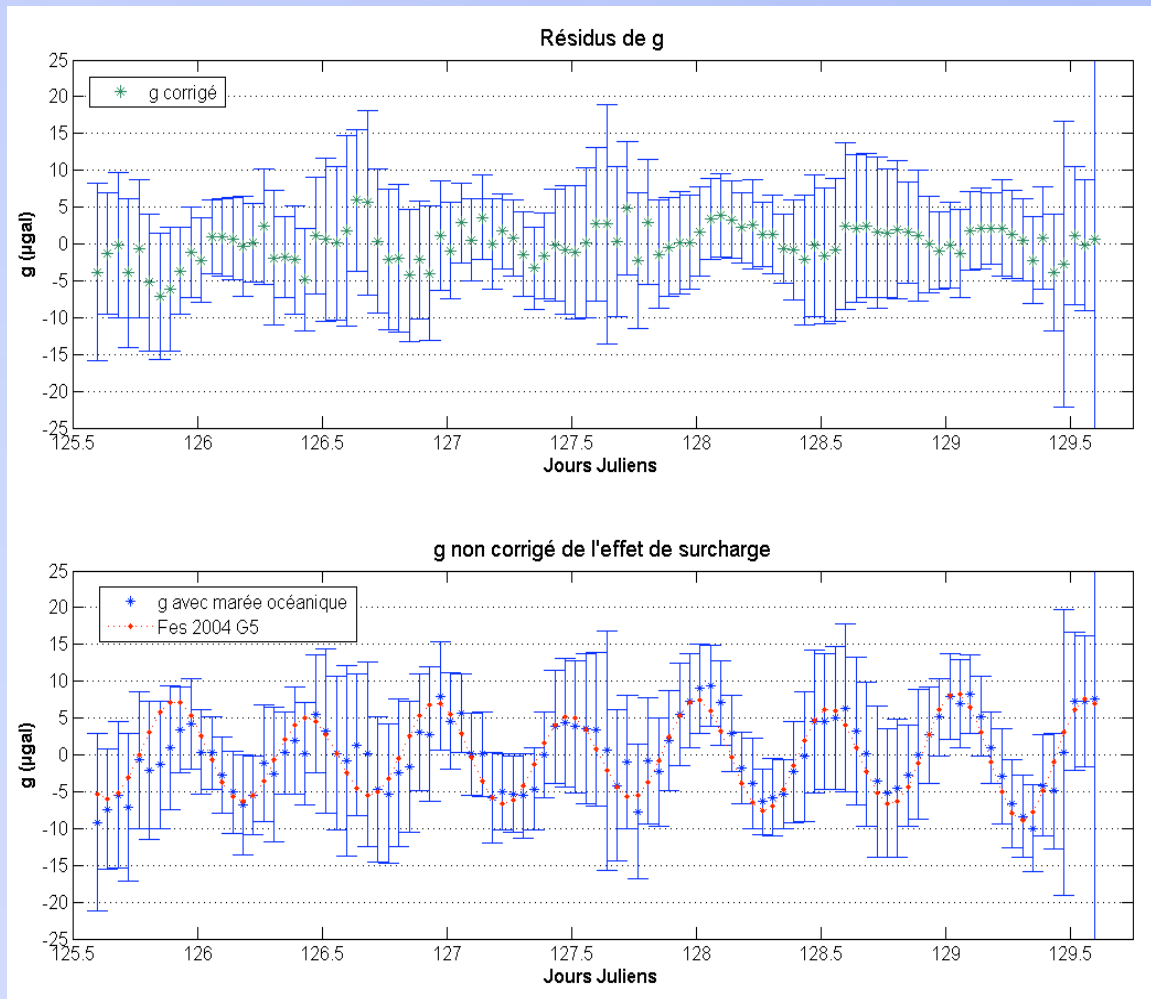 Résidus de g
25
20
15
10
5
0
-5
-10
-15
-20
-25
g (µgal)
g corrigé
125.5 126 126.5 127 127.5 128 128.5 129 129.5
Jours Juliens
g non corrigé de l'effet de surcharge
25
20
15
10
5
0
-5
-10
-15
-20
-25
g (µgal)
g avec marée océanique
Fes 2004 G5
125.5 126 126.5 127 127.5 128 128.5 129 129.5
Jours Juliens